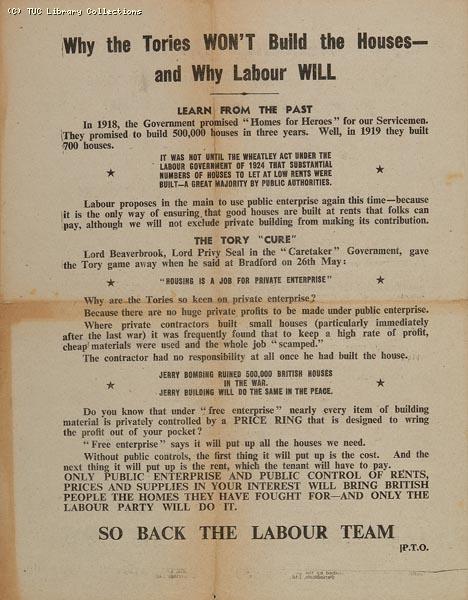 (C) TUC Library Collections
Why the Tories WON'T Build the Houses—
and Why Labour WILL
LEARN FROM THE PAST
In 1918, the Government promised "Homes for Heroes" for our Servicemen.
They promised to build 500,000 houses in three years. Well, in 1919 they built
700 houses.
IT WAS NOT UNTIL THE WHEATLEY ACT UNDER THE
LABOUR GOVERNMENT OF 1924 THAT SUBSTANTIAL
NUMBERS OF HOUSES TO LET AT LOW RENTS WERE
BUILT—A GREAT MAJORITY BY PUBLIC AUTHORITIES.
Labour proposes in the main to use public enterprise again this time—because
it is the only way of ensuring that good houses are built at rents that folks can
pay, although we will not exclude private building from making its contribution.
THE TORY "CURE"
Lord Beaverbrook, Lord Privy Seal in the "Caretaker" Government, gave
the Tory game away when he said at Bradford on 26th May:
"HOUSING IS A JOB FOR PRIVATE ENTERPRISE"
Why are the Tories so keen on private enterprise?
Because there are no huge private profits to be made under public enterprise.
Where private contractors built small houses (particularly immediately
after the last war) it was frequently found that to keep a high rate of profit,
cheap materials were used and the whole job "scamped."
The contractor had no responsibility at all once he had built the house.
JERRY BOMBING RUINED 500,000 BRITISH HOUSES
IN THE WAR.
JERRY BUILDING WILL DO THE SAME IN THE PEACE.
Do you know that under "free enterprise" nearly every item of building
material is privately controlled by a PRICE RING that is designed to wring
the profit out of your pocket?
"Free enterprise" says it will put up all the houses we need.
Without public controls, the first thing it will put up is the cost. And the
next thing it will put up is the rent, which the tenant will have to pay.
ONLY PUBLIC ENTERPRISE AND PUBLIC CONTROL OF RENTS,
PRICES AND SUPPLIES IN YOUR INTEREST WILL BRING BRITISH
PEOPLE THE HOMES THEY HAVE FOUGHT FOR—AND ONLY THE
LABOUR PARTY WILL DO IT.
SO BACK THE LABOUR TEAM
P.T.O.